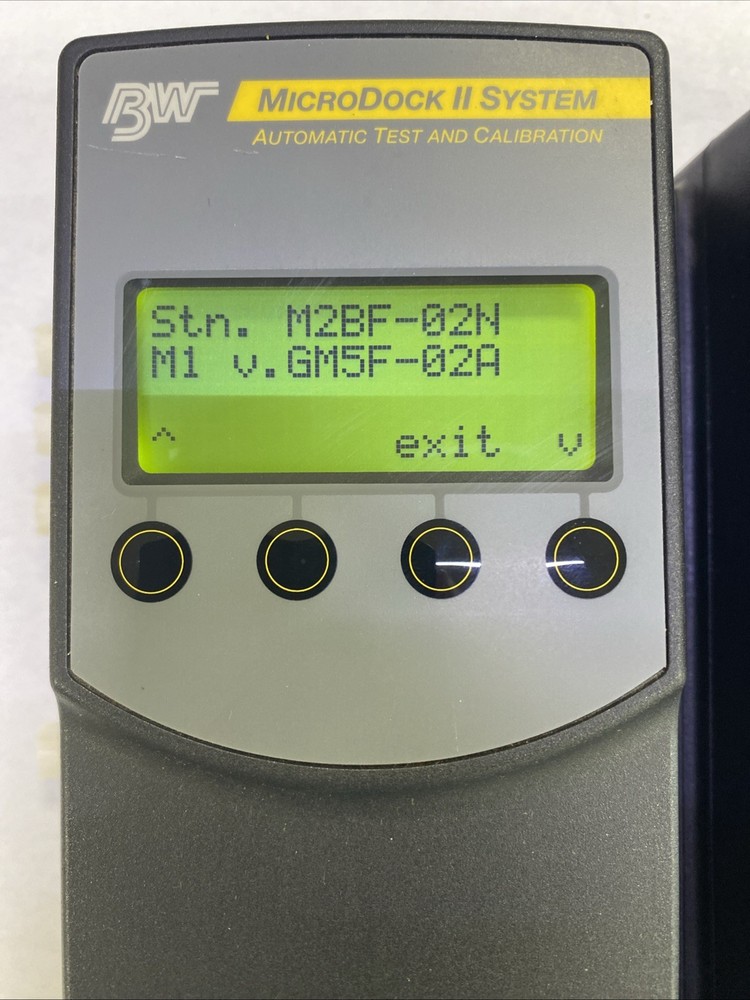 BW MICRODOCK II SYSTEM
AUTOMATIC TEST AND CALIBRATION
Stn. M2BF-02N
M1 v.GM5F-02A
^ exit v